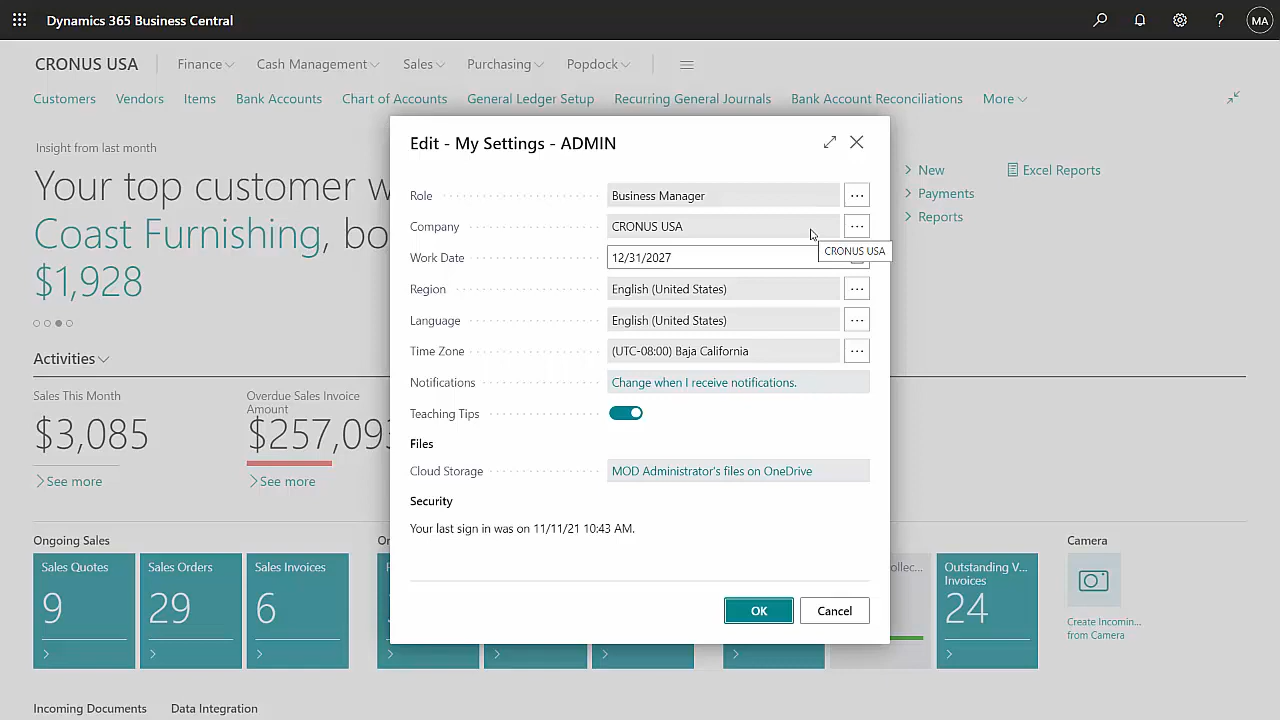 Dynamics 365 Business Central
MA
CRONUS USA Finance Cash Management Sales Purchasing Popdock
Customers Vendors Items Bank Accounts Chart of Accounts General Ledger Setup Recurring General Journals Bank Account Reconciliations More
Insight from last month
Your top customer w
Coast Furnishing, bo
$1,928
New
Payments
Reports
Excel Reports
Edit - My Settings - ADMIN
Role Business Manager
Company CRONUS USA
CRONUS USA
Work Date 12/31/2027
Region English (United States)
Language English (United States)
Time Zone (UTC-08:00) Baja California
Notifications Change when I receive notifications.
Teaching Tips
Files
Cloud Storage MOD Administrator's files on OneDrive
Security
Your last sign in was on 11/11/21 10:43 AM.
OK Cancel
Activities
Sales This Month
$3,085
See more
Overdue Sales Invoice
Amount
$257,093
See more
Ongoing Sales
Sales Quotes
9
Sales Orders
29
Sales Invoices
6
Outstanding V...
Invoices
24
Camera
Create Incomin...
from Camera
Incoming Documents Data Integration